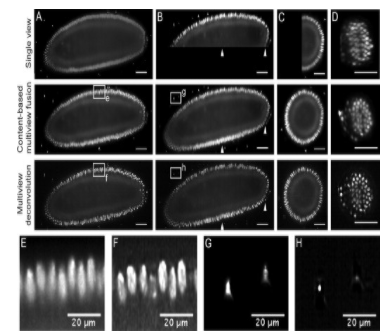 A B C D
Single view
Content-based
multiview fusion
e g
Multiview
deconvolution
f h
E F G H
20 µm 20 µm 20 µm 20 µm